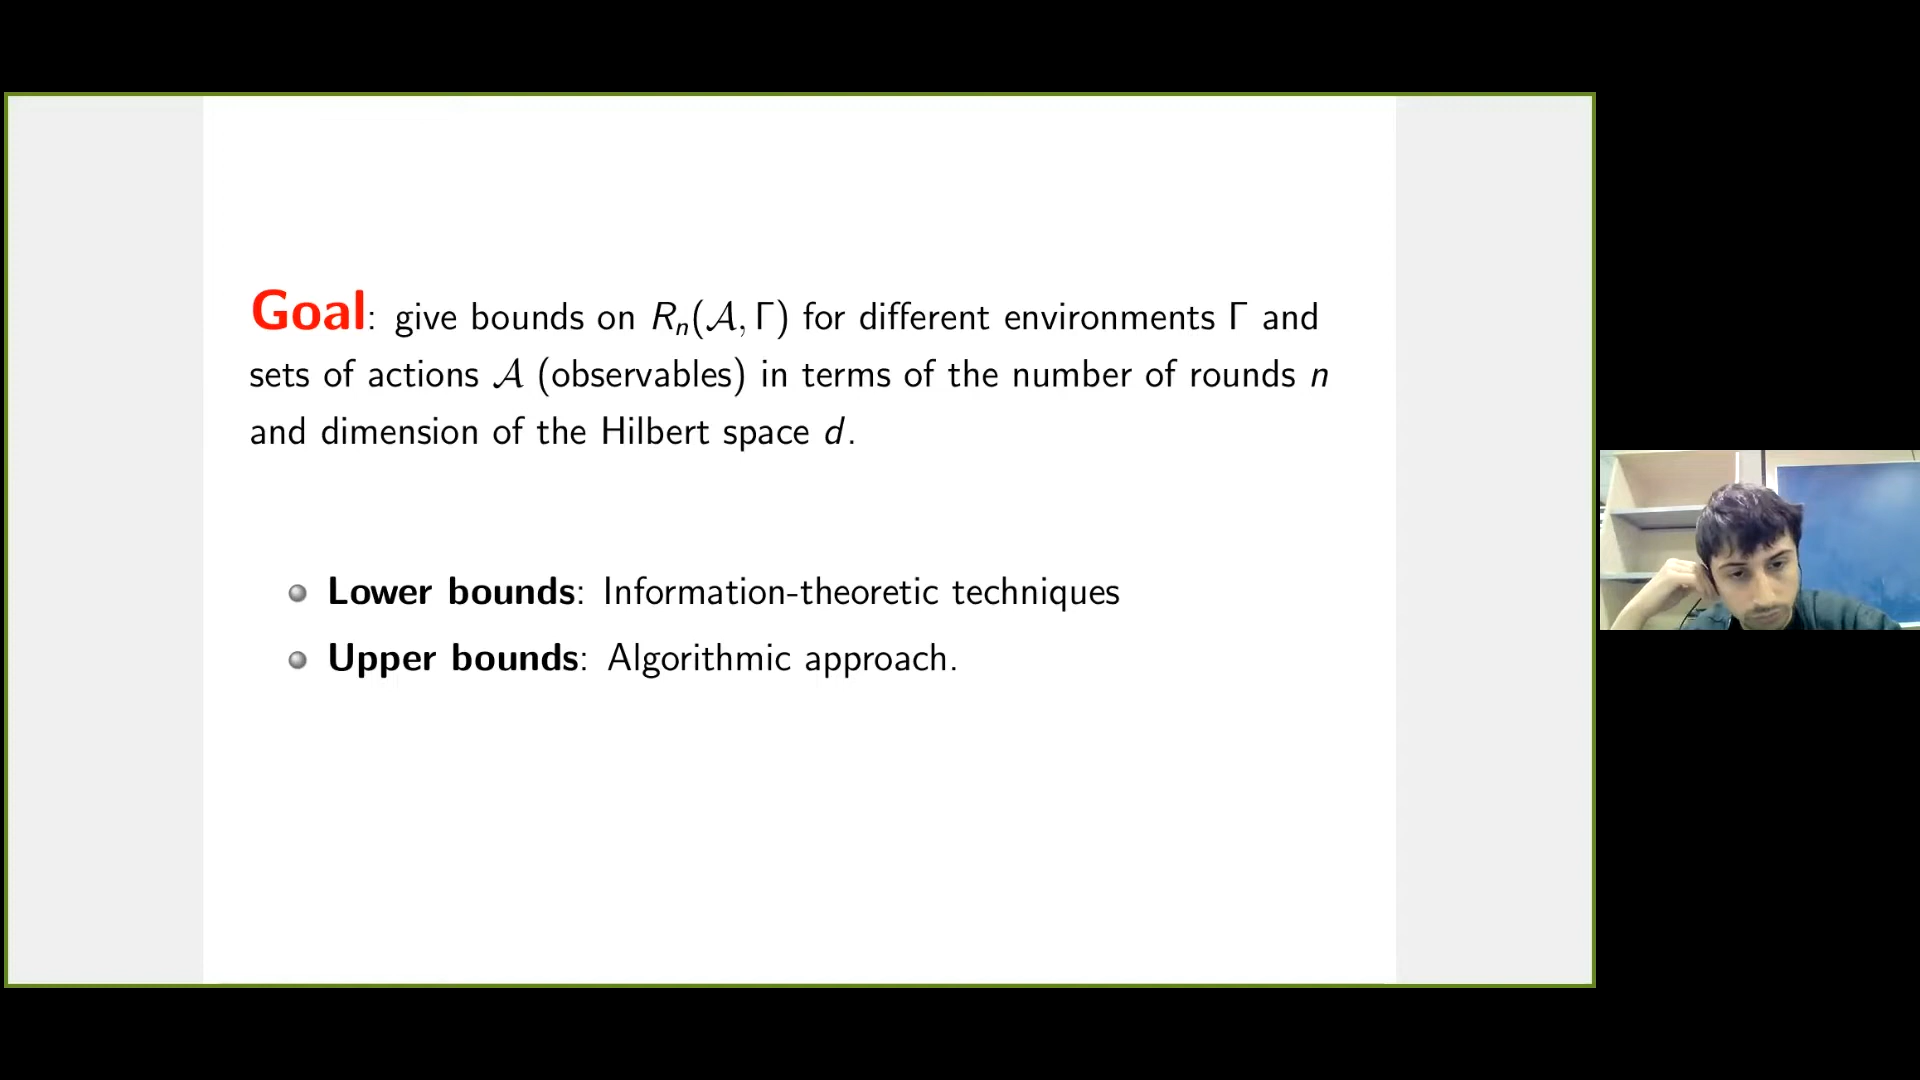 Goal: give bounds on Rₙ(𝒜, Γ) for different environments Γ and
sets of actions 𝒜 (observables) in terms of the number of rounds n
and dimension of the Hilbert space d.
Lower bounds: Information-theoretic techniques
Upper bounds: Algorithmic approach.